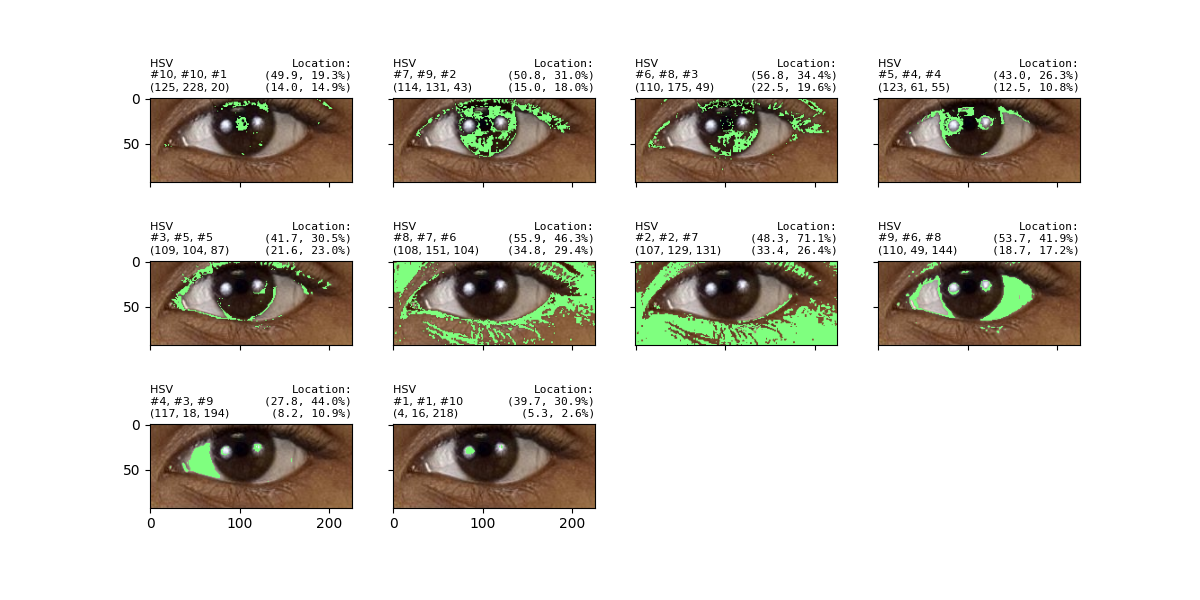 HSV Location:
#10, #10, #1 (49.9, 19.3%)
(125, 228, 20) (14.0, 14.9%)
HSV Location:
#7, #9, #2 (50.8, 31.0%)
(114, 131, 43) (15.0, 18.0%)
HSV Location:
#6, #8, #3 (56.8, 34.4%)
(110, 175, 49) (22.5, 19.6%)
HSV Location:
#5, #4, #4 (43.0, 26.3%)
(123, 61, 55) (12.5, 10.8%)
0
50
HSV Location:
#3, #5, #5 (41.7, 30.5%)
(109, 104, 87) (21.6, 23.0%)
HSV Location:
#8, #7, #6 (55.9, 46.3%)
(108, 151, 104) (34.8, 29.4%)
HSV Location:
#2, #2, #7 (48.3, 71.1%)
(107, 129, 131) (33.4, 26.4%)
HSV Location:
#9, #6, #8 (53.7, 41.9%)
(110, 49, 144) (18.7, 17.2%)
0
50
HSV Location:
#4, #3, #9 (27.8, 44.0%)
(117, 18, 194) (8.2, 10.9%)
HSV Location:
#1, #1, #10 (39.7, 30.9%)
(4, 16, 218) (5.3, 2.6%)
0
50
0 100 200
0 100 200